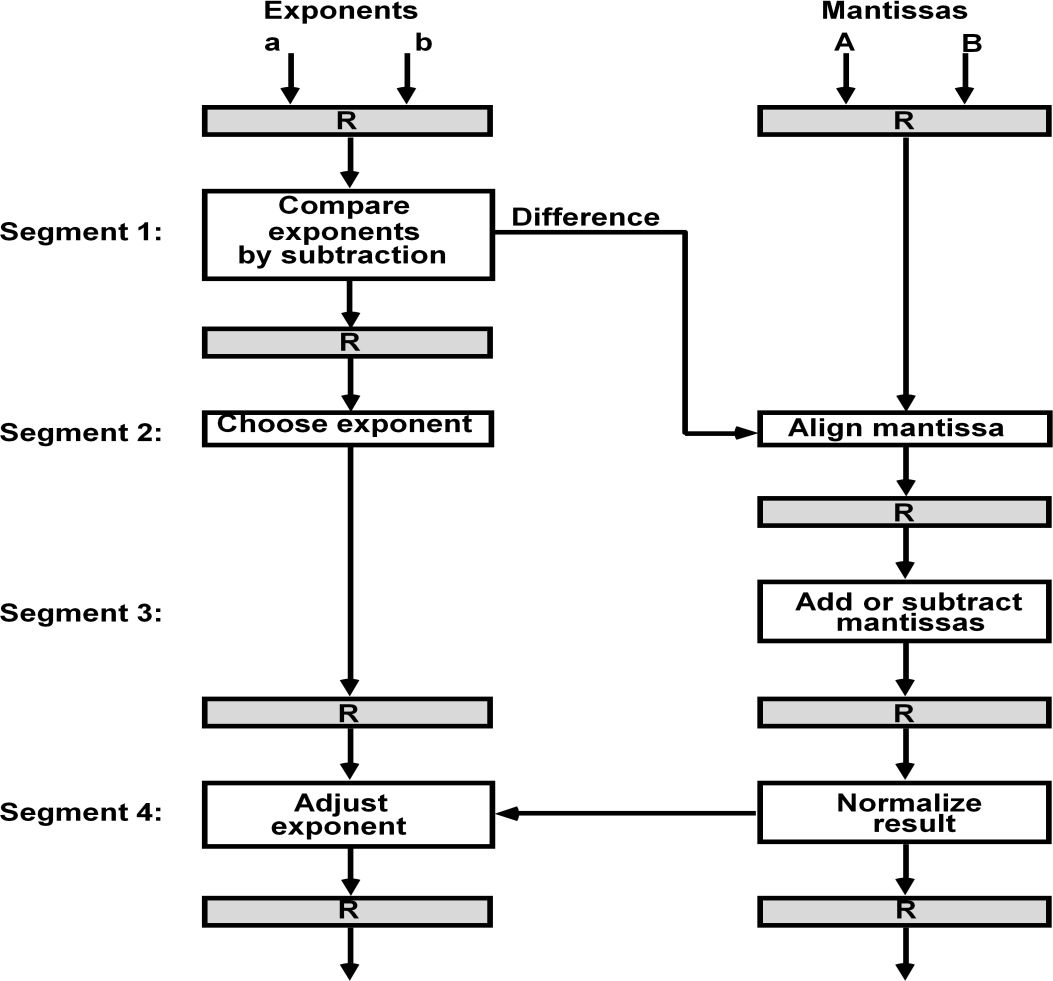 Exponents
Mantissas
a
b
A
B
R
R
Segment 1:
Compare
exponents
by subtraction
Difference
R
Segment 2:
Choose exponent
Align mantissa
R
Segment 3:
Add or subtract
mantissas
R
R
Segment 4:
Adjust
exponent
Normalize
result
R
R